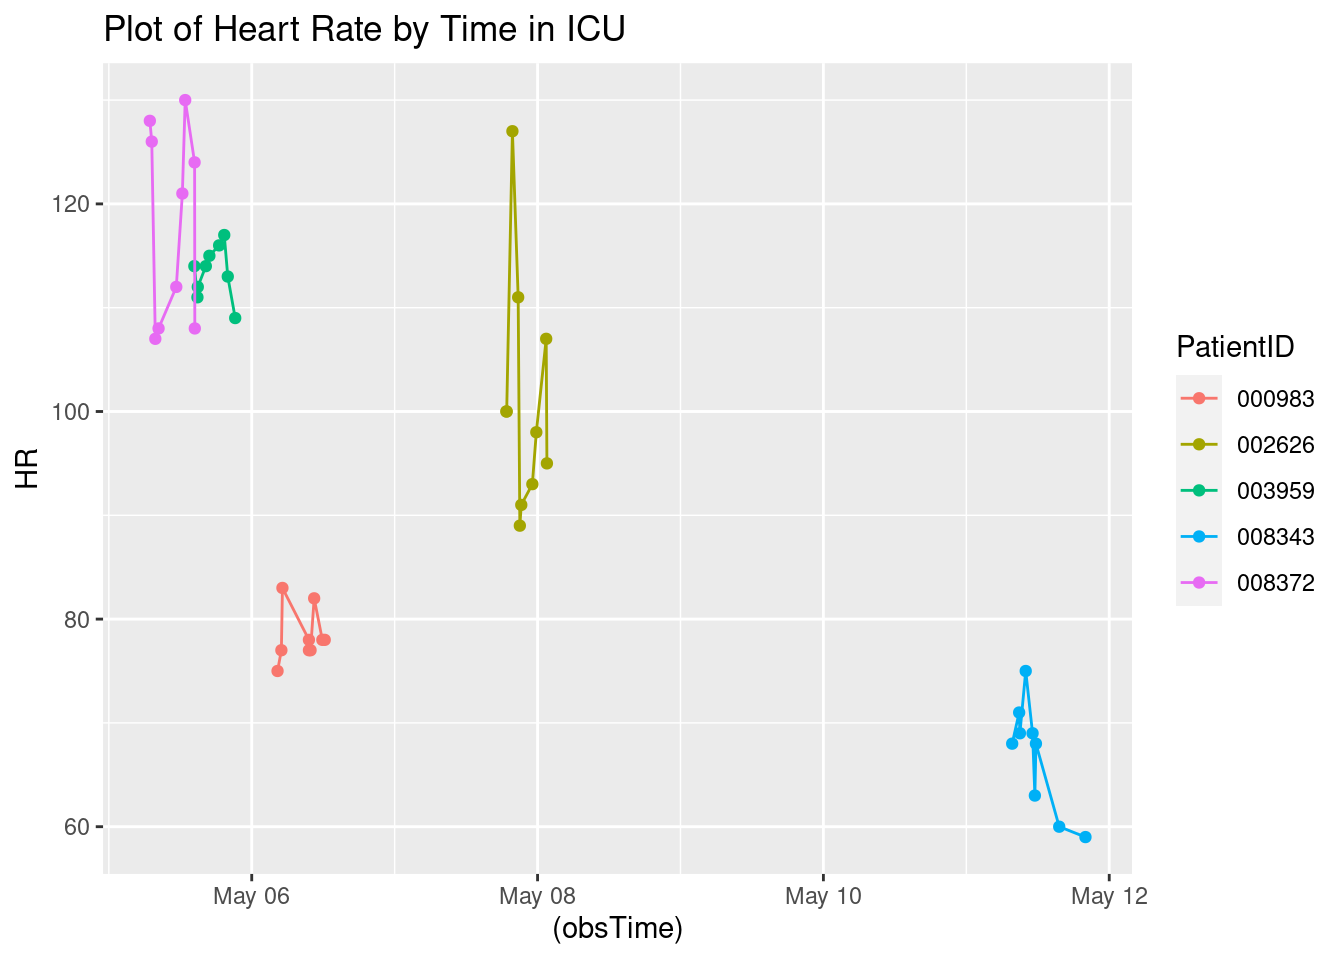 Plot of Heart Rate by Time in ICU
120
100
80
60
HR
May 06
May 08
May 10
May 12
(obsTime)
PatientID
000983
002626
003959
008343
008372